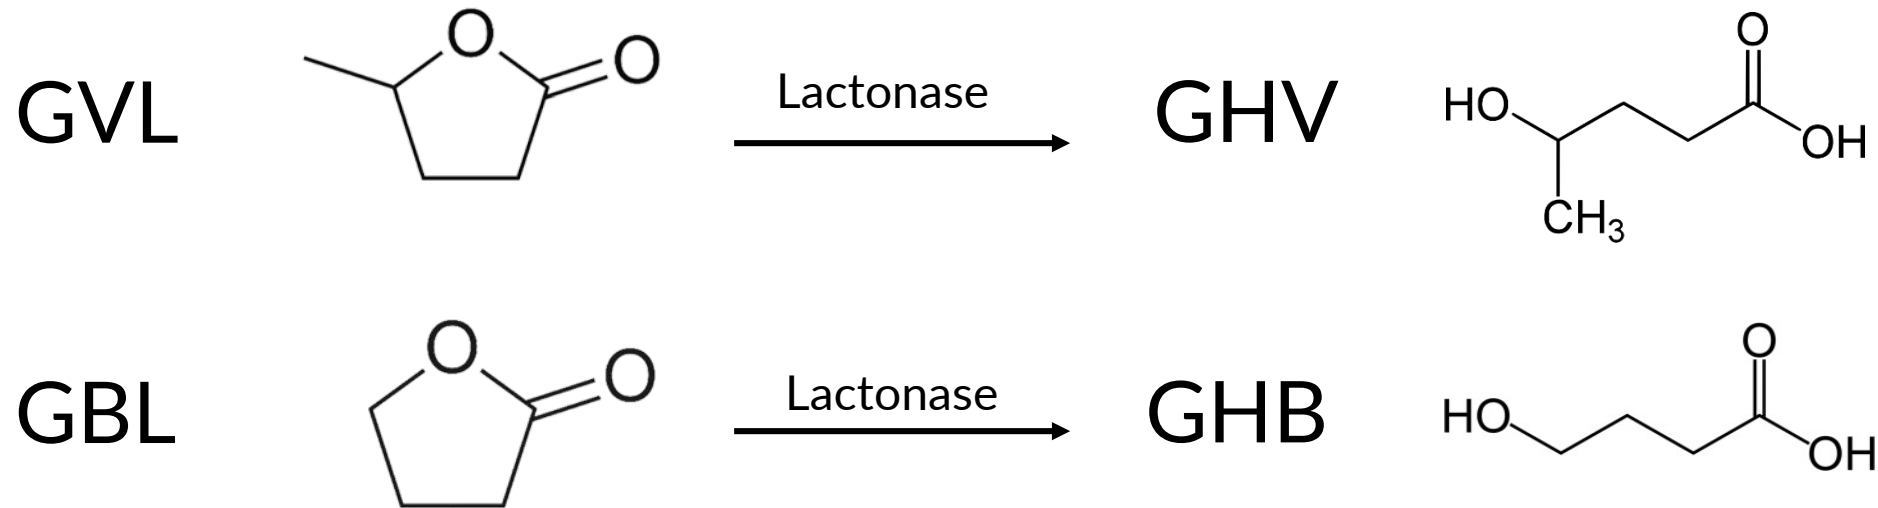 GVL
O
O
Lactonase
GHV
HO
O
OH
CH3
GBL
O
O
Lactonase
GHB
HO
O
OH